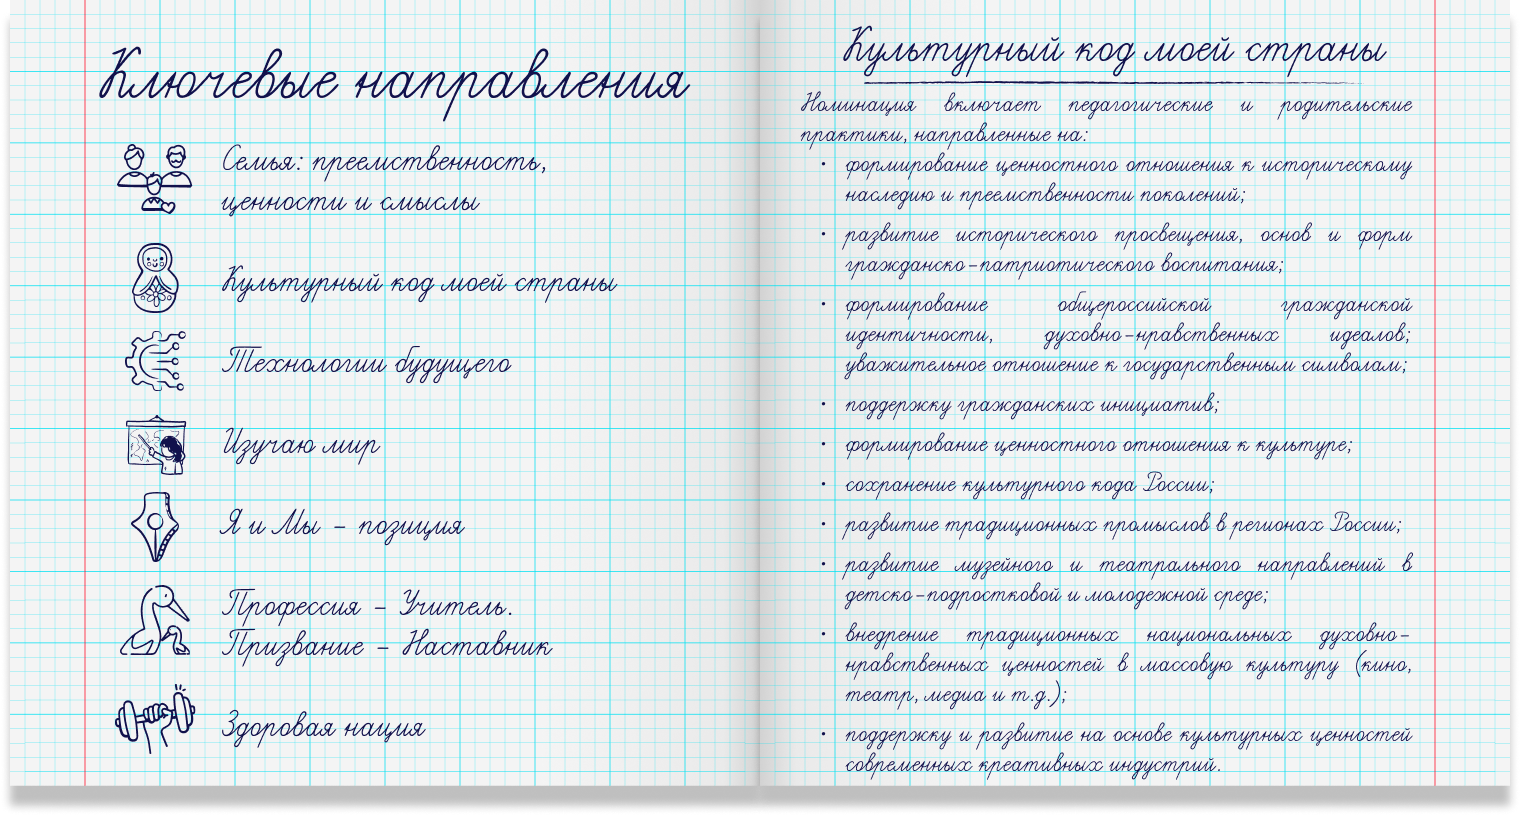 Ключевые направления
Семья: преемственность,
ценности и смыслы
Культурный код моей страны
Технологии будущего
Изучаю мир
Я и Мы – позиция
Профессия – Учитель.
Призвание – Наставник
Здоровая нация
Культурный код моей страны
Номинация включает педагогические и родительские
практики, направленные на:
• формирование ценностного отношения к историческому
наследию и преемственности поколений;
• развитие исторического просвещения, основ и форм
гражданско-патриотического воспитания;
• формирование общероссийской гражданской
идентичности, духовно-нравственных идеалов;
уважительное отношение к государственным символам;
• поддержку гражданских инициатив;
• формирование ценностного отношения к культуре;
• сохранение культурного кода России;
• развитие традиционных промыслов в регионах России;
• развитие музейного и театрального направлений в
детско-подростковой и молодежной среде;
• внедрение традиционных национальных духовно-
нравственных ценностей в массовую культуру (кино,
театр, медиа и т.д.);
• поддержку и развитие на основе культурных ценностей
современных креативных индустрий.